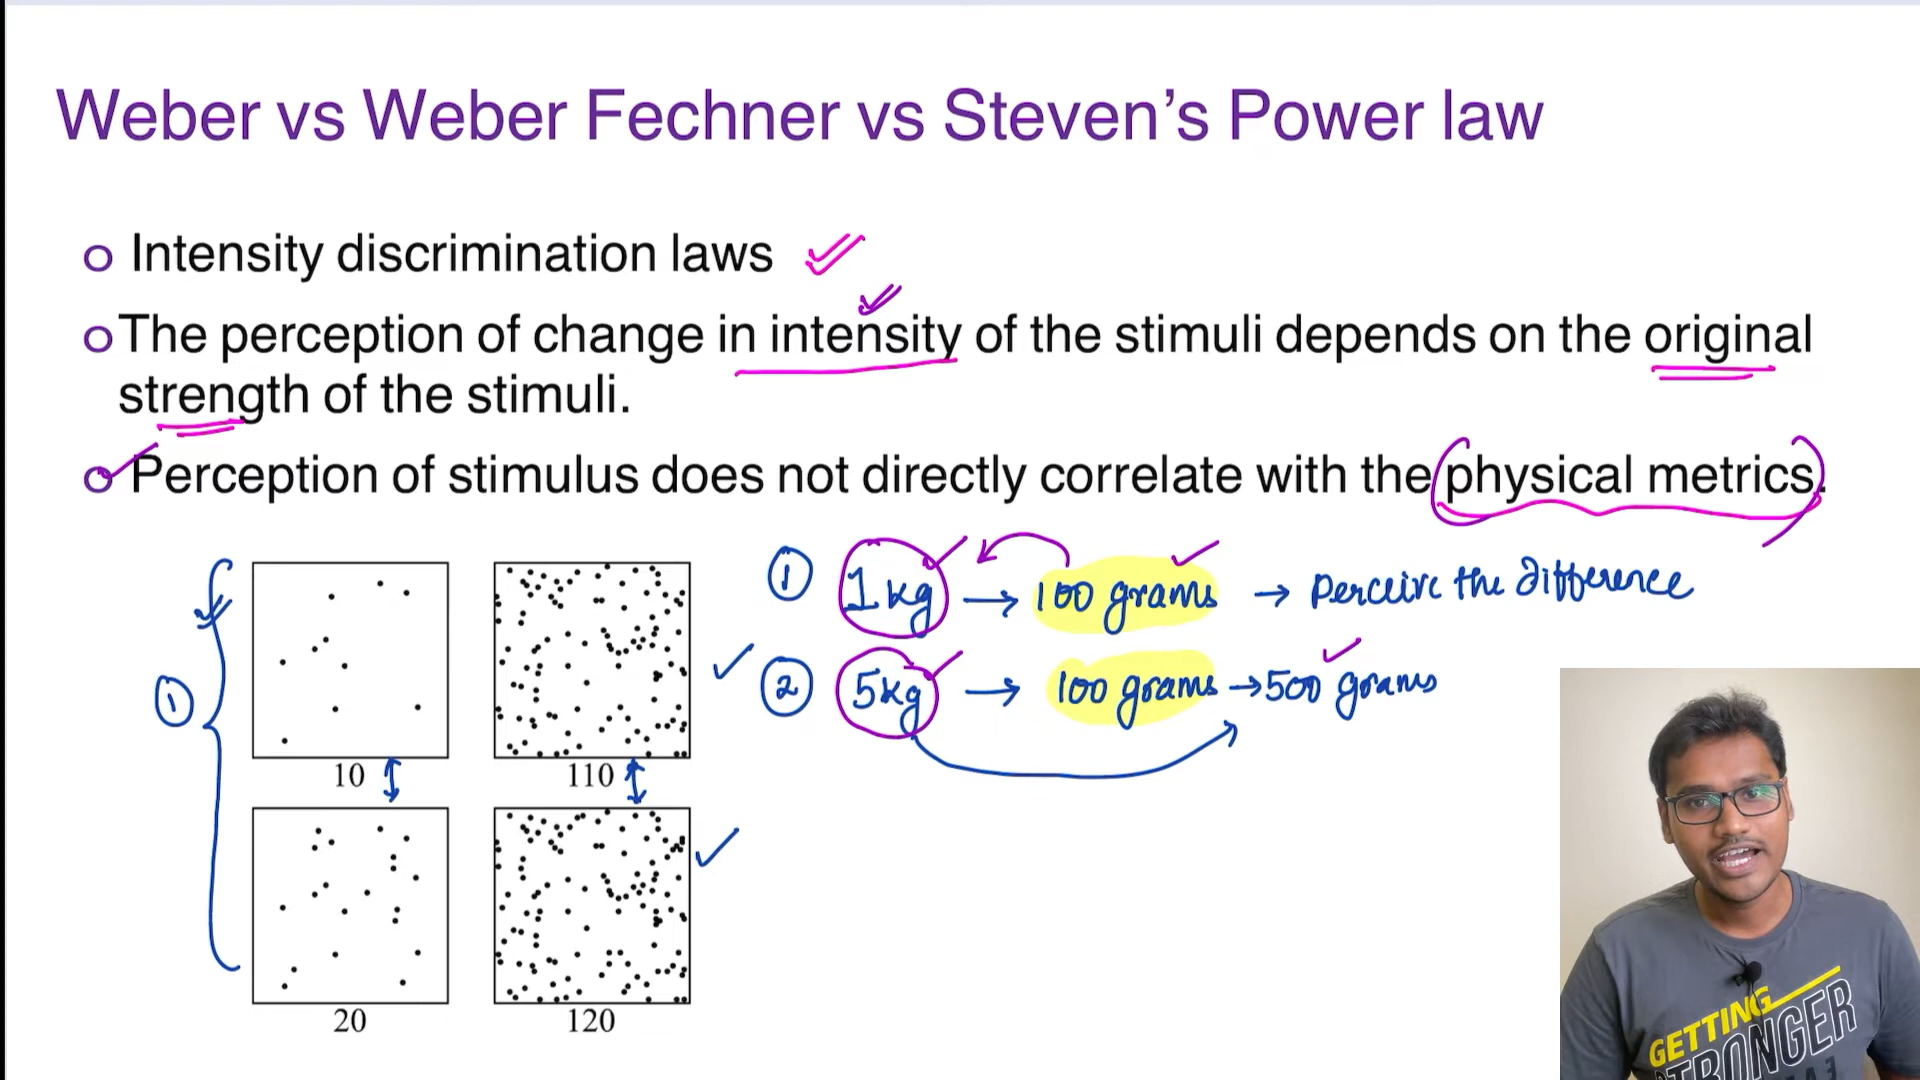 Weber vs Weber Fechner vs Steven’s Power law
o Intensity discrimination laws
o The perception of change in intensity of the stimuli depends on the original
strength of the stimuli.
o Perception of stimulus does not directly correlate with the physical metrics.
① 1kg → 100 grams → perceive the difference
② 5kg → 100 grams → 500 grams
①
10 110
20 120
GETTING
STRONGER